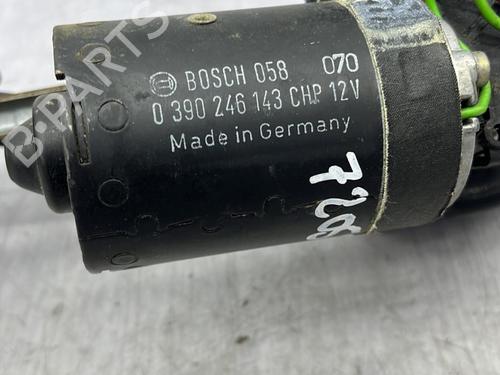 BOSCH 058 070
0 390 246 143 CHP 12V
Made in Germany
B-PARTS